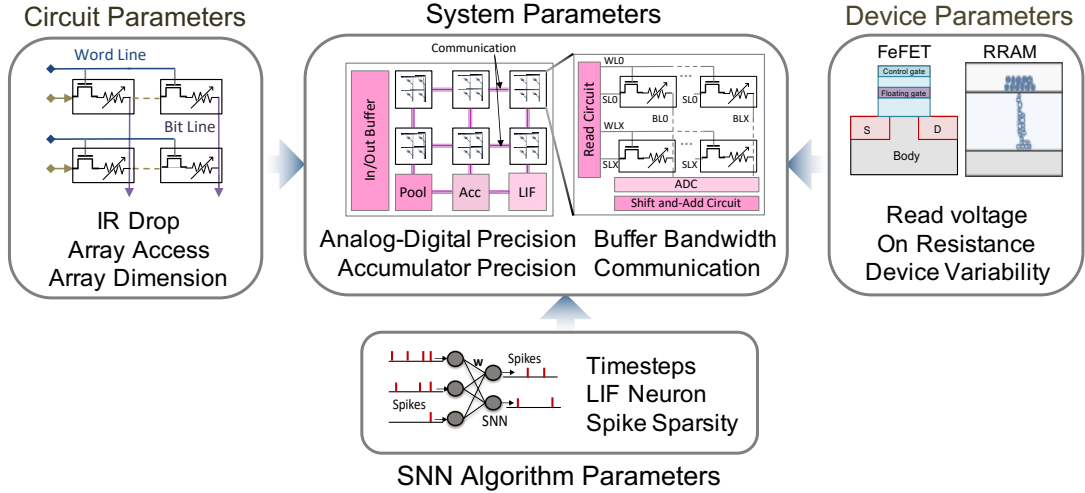 Circuit Parameters
Word Line
Bit Line
IR Drop
Array Access
Array Dimension
System Parameters
Communication
In/Out Buffer
Pool
Acc
LIF
Read Circuit
WL0
SL0
SL0
BL0
BLX
WLX
SLX
SLX
ADC
Shift and-Add Circuit
Analog-Digital Precision
Accumulator Precision
Buffer Bandwidth
Communication
Device Parameters
FeFET
RRAM
Control gate
Floating gate
S
D
Body
Read voltage
On Resistance
Device Variability
Spikes
w
Spikes
SNN
Timesteps
LIF Neuron
Spike Sparsity
SNN Algorithm Parameters